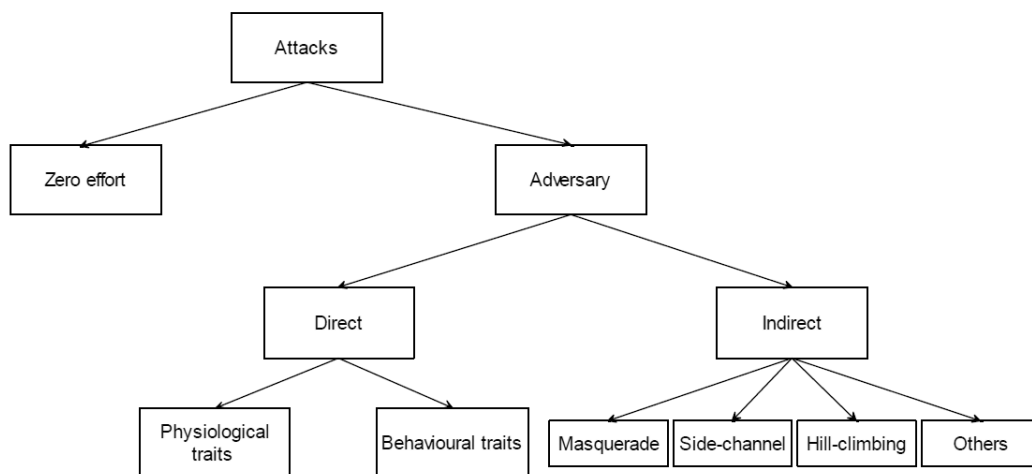 Attacks
Zero effort
Adversary
Direct
Indirect
Physiological
traits
Behavioural traits
Masquerade
Side-channel
Hill-climbing
Others